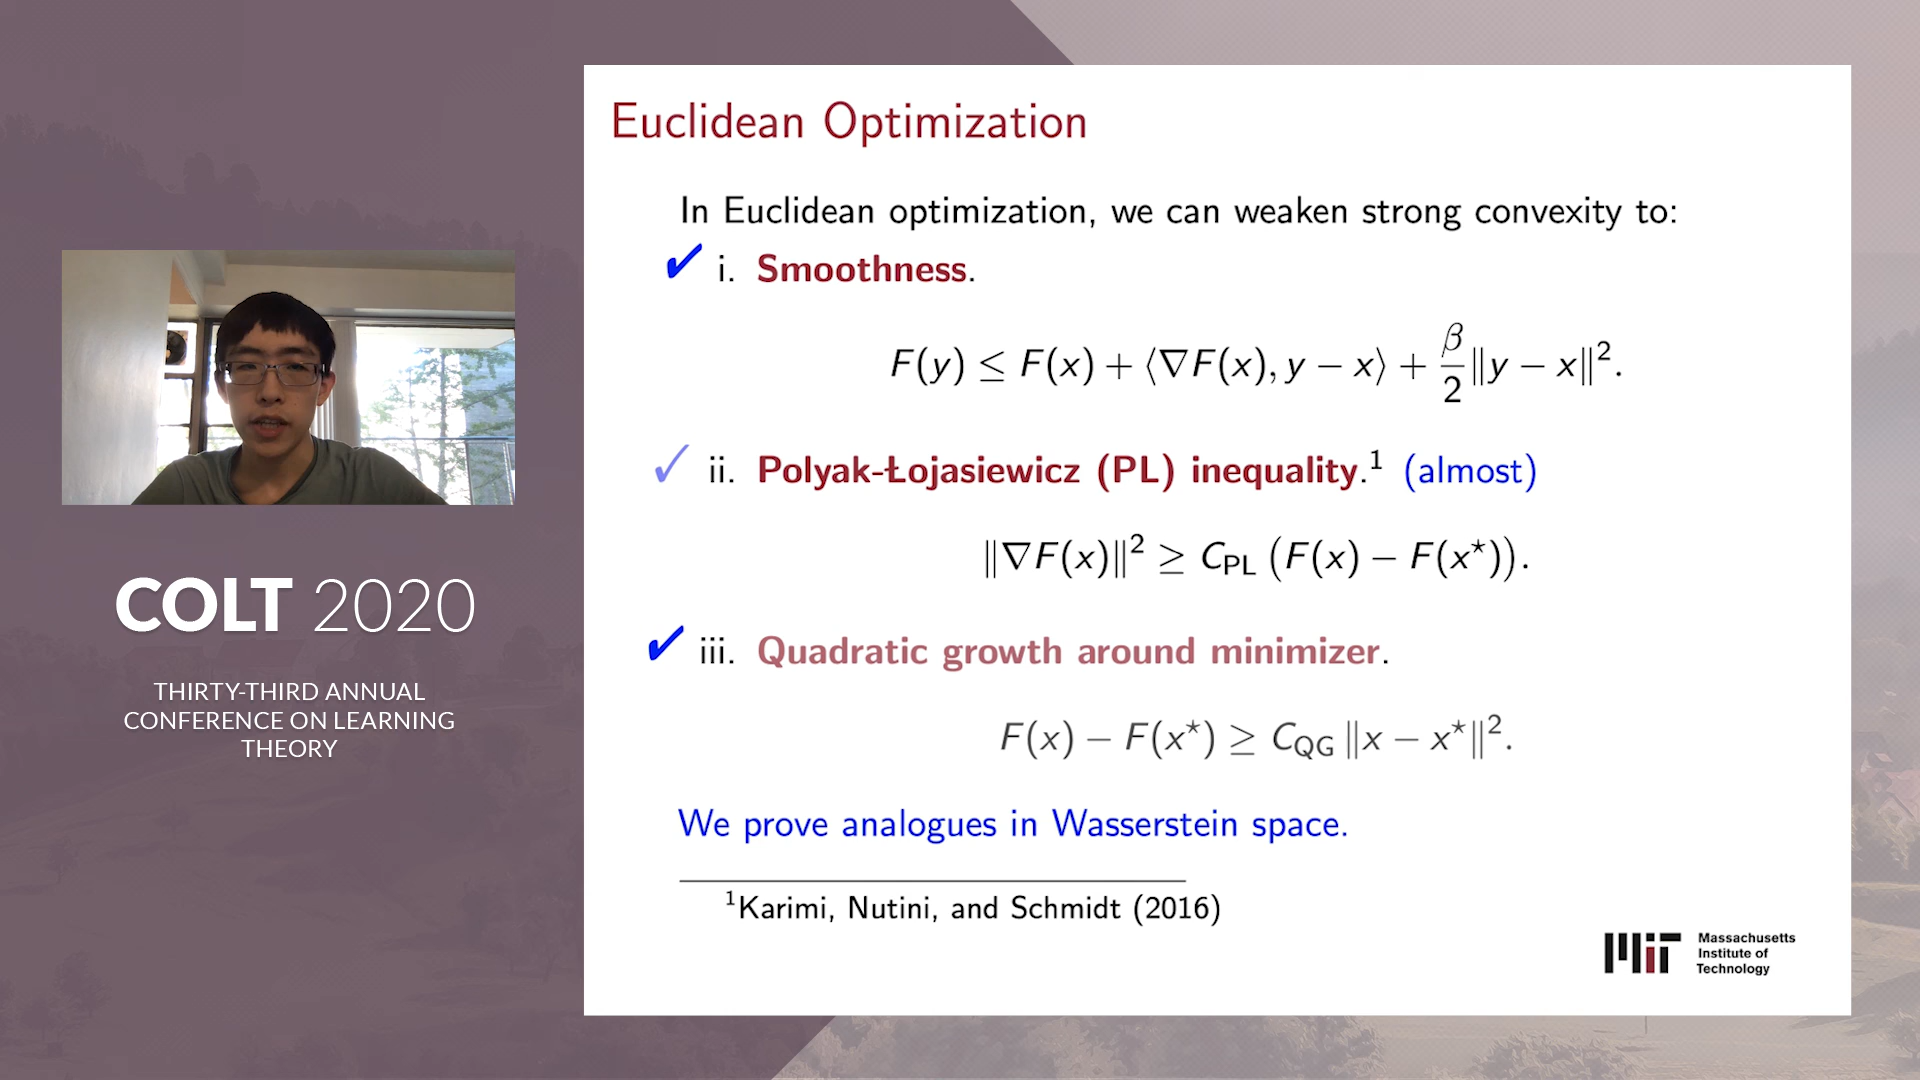 COLT 2020
THIRTY-THIRD ANNUAL
CONFERENCE ON LEARNING
THEORY
Euclidean Optimization
In Euclidean optimization, we can weaken strong convexity to:
✔ i. Smoothness.
F(y) ≤ F(x) + ⟨∇F(x), y − x⟩ + β/2 ‖y − x‖².
✓ ii. Polyak-Łojasiewicz (PL) inequality.¹ (almost)
‖∇F(x)‖² ≥ C_PL (F(x) − F(x⋆)).
✔ iii. Quadratic growth around minimizer.
F(x) − F(x⋆) ≥ C_QG ‖x − x⋆‖².
We prove analogues in Wasserstein space.
¹Karimi, Nutini, and Schmidt (2016)
Massachusetts
Institute of
Technology